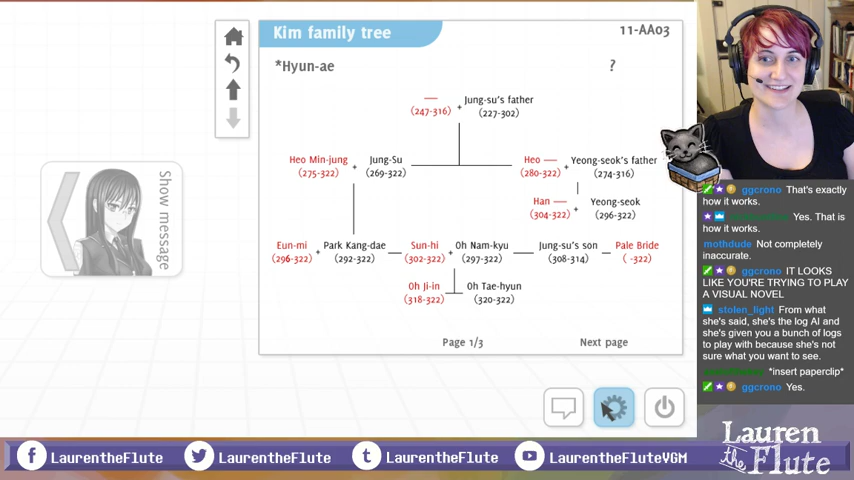 Kim family tree
11-AA03
*Hyun-ae
?
—
(247-316)
+
Jung-su's father
(227-302)
Heo Min-jung
(275-322)
+
Jung-Su
(269-322)
Heo —
(280-322)
+
Yeong-seok's father
(274-316)
Han —
(304-322)
+
Yeong-seok
(296-322)
Eun-mi
(296-322)
+
Park Kang-dae
(292-322)
Sun-hi
(302-322)
+
Oh Nam-kyu
(297-322)
Jung-su's son
(308-314)
Pale Bride
( -322)
Oh Ji-in
(318-322)
Oh Tae-hyun
(320-322)
Page 1/3
Next page
Show message
ggcrono That's exactly
how it works.
Yes. That is
how it works.
mothdude Not completely
inaccurate.
ggcrono IT LOOKS
LIKE YOU'RE TRYING TO PLAY
A VISUAL NOVEL
stolen_light From what
she's said, she's the log AI and
she's given you a bunch of logs
to play with because she's not
sure what you want to see.
*insert paperclip*
ggcrono Yes.
Lauren
the Flute
LaurentheFlute
LaurentheFlute
LaurentheFlute
LaurentheFluteVGM